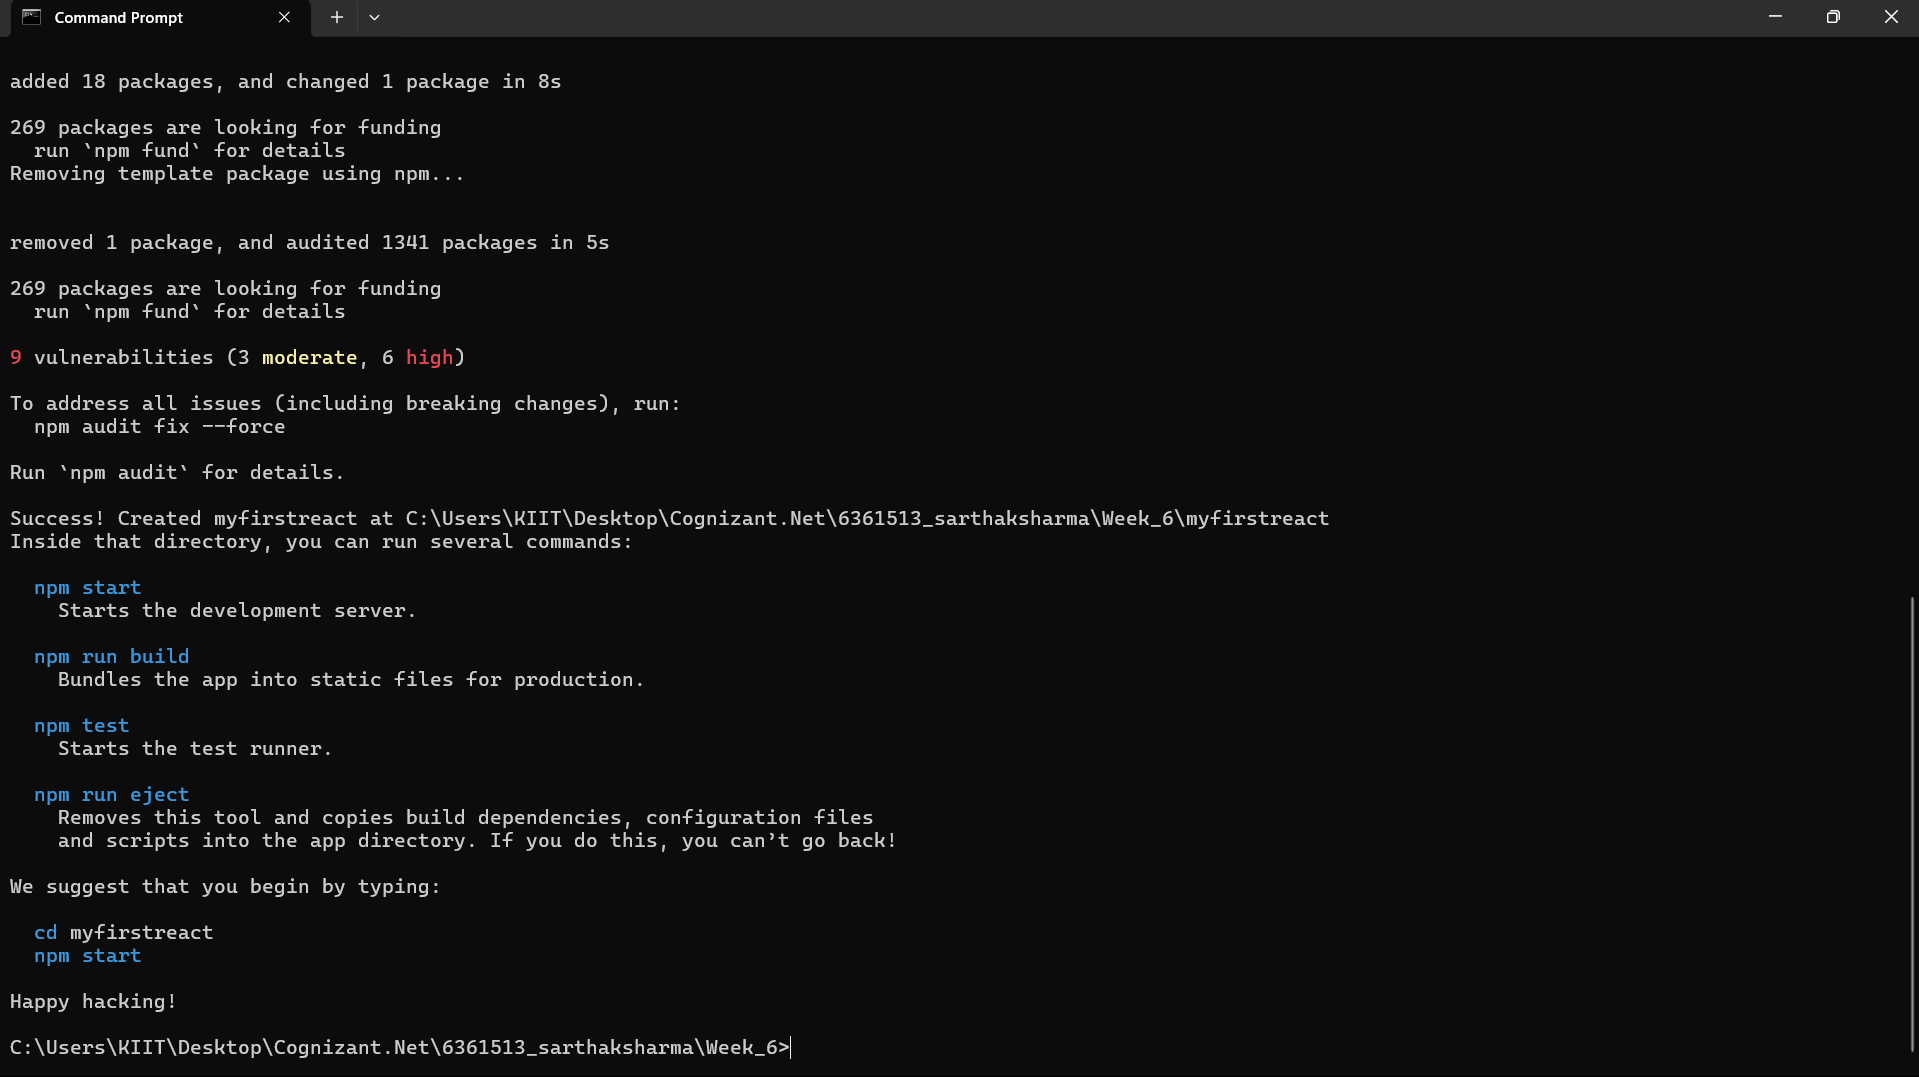 Command Prompt
added 18 packages, and changed 1 package in 8s
269 packages are looking for funding
  run `npm fund` for details
Removing template package using npm...
removed 1 package, and audited 1341 packages in 5s
269 packages are looking for funding
  run `npm fund` for details
9 vulnerabilities (3 moderate, 6 high)
To address all issues (including breaking changes), run:
  npm audit fix --force
Run `npm audit` for details.
Success! Created myfirstreact at C:\Users\KIIT\Desktop\Cognizant.Net\6361513_sarthaksharma\Week_6\myfirstreact
Inside that directory, you can run several commands:
  npm start
    Starts the development server.
  npm run build
    Bundles the app into static files for production.
  npm test
    Starts the test runner.
  npm run eject
    Removes this tool and copies build dependencies, configuration files
    and scripts into the app directory. If you do this, you can’t go back!
We suggest that you begin by typing:
  cd myfirstreact
  npm start
Happy hacking!
C:\Users\KIIT\Desktop\Cognizant.Net\6361513_sarthaksharma\Week_6>